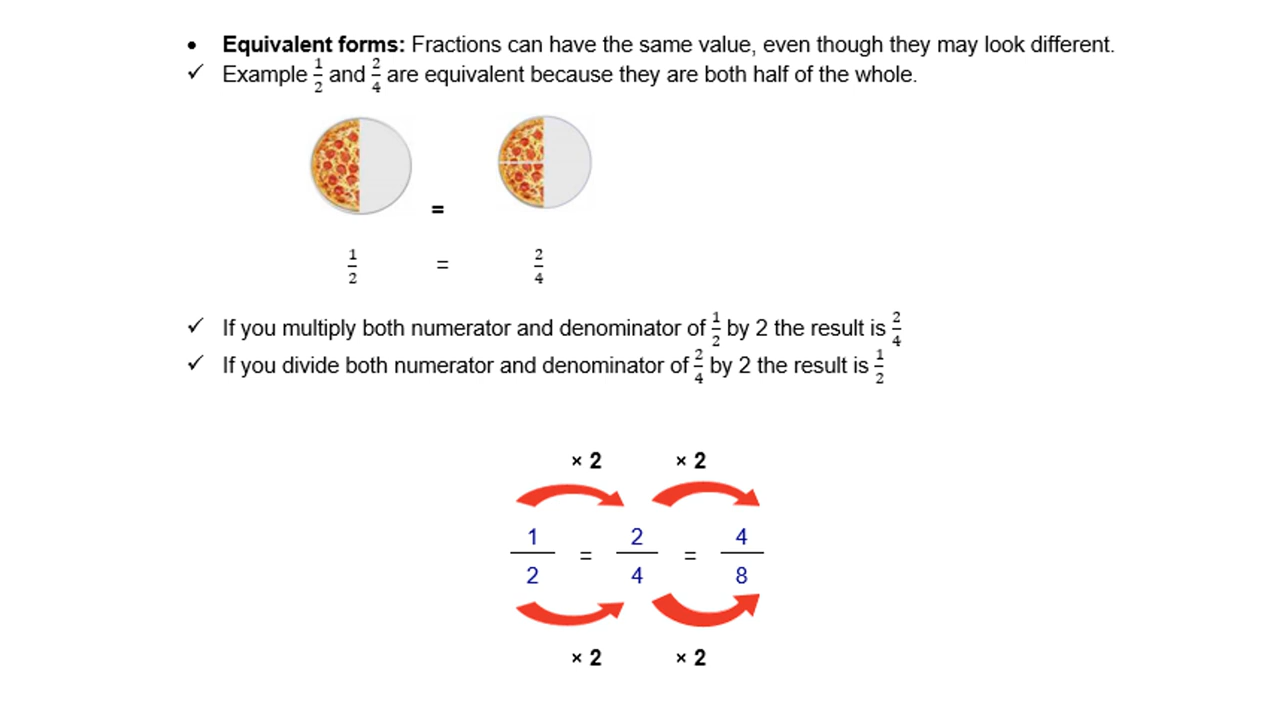 • Equivalent forms: Fractions can have the same value, even though they may look different.
✓ Example 1/2 and 2/4 are equivalent because they are both half of the whole.
=
1/2 = 2/4
✓ If you multiply both numerator and denominator of 1/2 by 2 the result is 2/4
✓ If you divide both numerator and denominator of 2/4 by 2 the result is 1/2
× 2 × 2
1/2 = 2/4 = 4/8
× 2 × 2